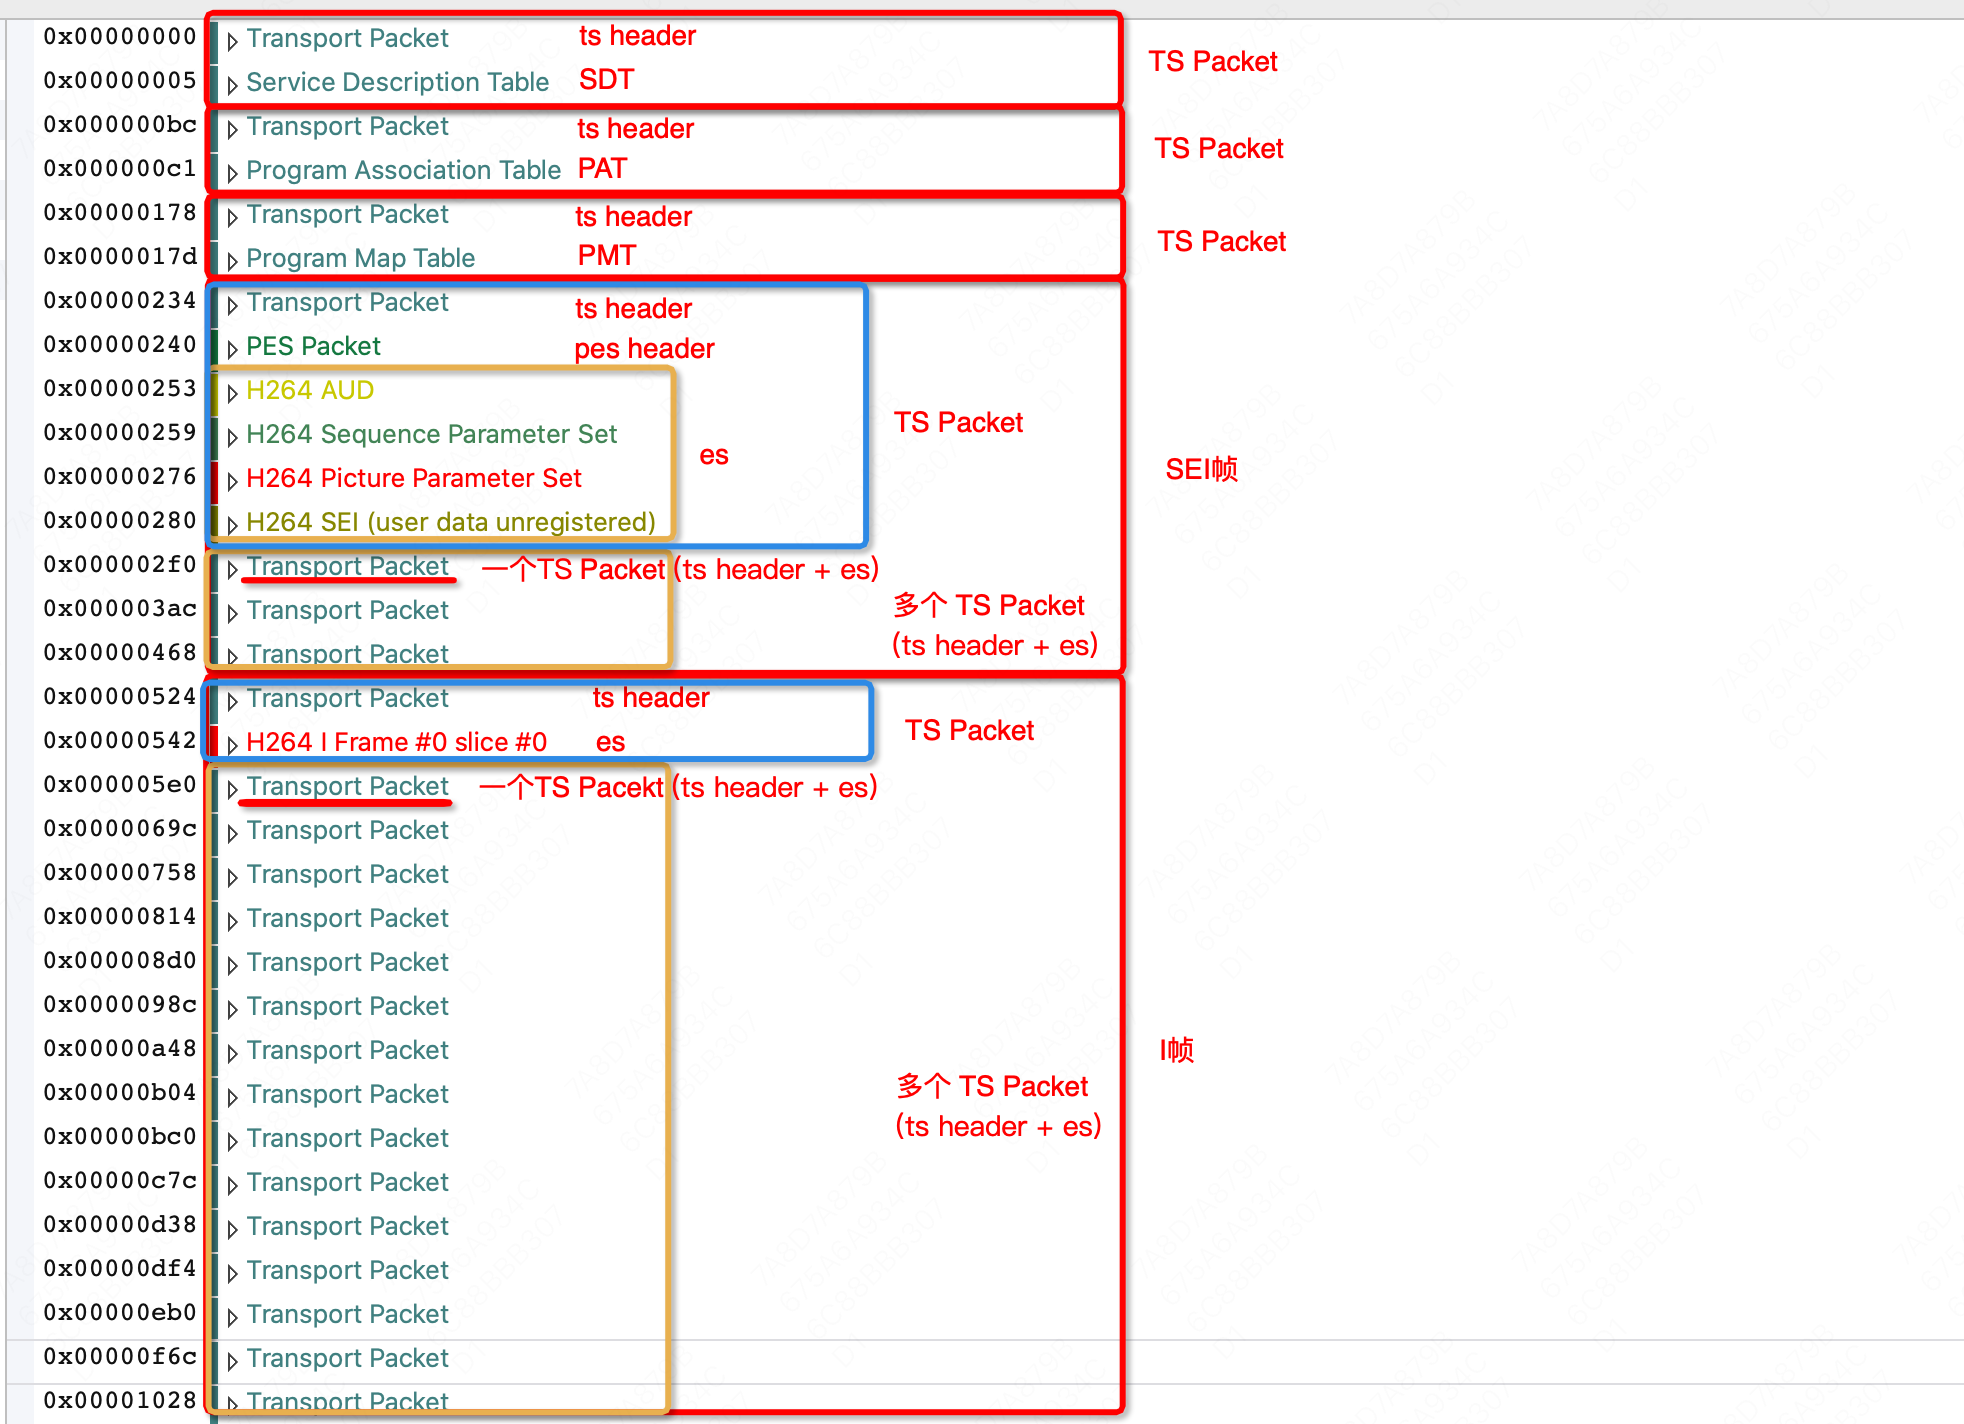 0x00000000 Transport Packet ts header
TS Packet
0x00000005 Service Description Table SDT
0x000000bc Transport Packet ts header
TS Packet
0x000000c1 Program Association Table PAT
0x00000178 Transport Packet ts header
TS Packet
0x0000017d Program Map Table PMT
0x00000234 Transport Packet ts header
0x00000240 PES Packet pes header
0x00000253 H264 AUD
TS Packet
0x00000259 H264 Sequence Parameter Set
es
SEI帧
0x00000276 H264 Picture Parameter Set
0x00000280 H264 SEI (user data unregistered)
0x000002f0 Transport Packet 一个TS Packet (ts header + es)
0x000003ac Transport Packet 多个 TS Packet
(ts header + es)
0x00000468 Transport Packet
0x00000524 Transport Packet ts header
TS Packet
0x00000542 H264 I Frame #0 slice #0 es
0x000005e0 Transport Packet 一个TS Pacekt (ts header + es)
0x0000069c Transport Packet
0x00000758 Transport Packet
0x00000814 Transport Packet
0x000008d0 Transport Packet
0x0000098c Transport Packet
0x00000a48 Transport Packet I帧
0x00000b04 Transport Packet 多个 TS Packet
(ts header + es)
0x00000bc0 Transport Packet
0x00000c7c Transport Packet
0x00000d38 Transport Packet
0x00000df4 Transport Packet
0x00000eb0 Transport Packet
0x00000f6c Transport Packet
0x00001028 Transport Packet